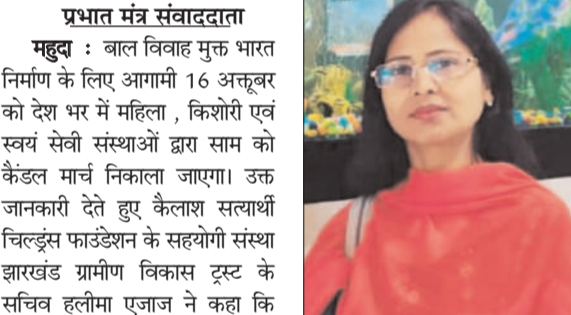 प्रभात मंत्र संवाददाता
महुदा : बाल विवाह मुक्त भारत
निर्माण के लिए आगामी 16 अक्तूबर
को देश भर में महिला , किशोरी एवं
स्वयं सेवी संस्थाओं द्वारा साम को
कैंडल मार्च निकाला जाएगा। उक्त
जानकारी देते हुए कैलाश सत्यार्थी
चिल्ड्रंस फाउंडेशन के सहयोगी संस्था
झारखंड ग्रामीण विकास ट्रस्ट के
सचिव हलीमा एजाज ने कहा कि